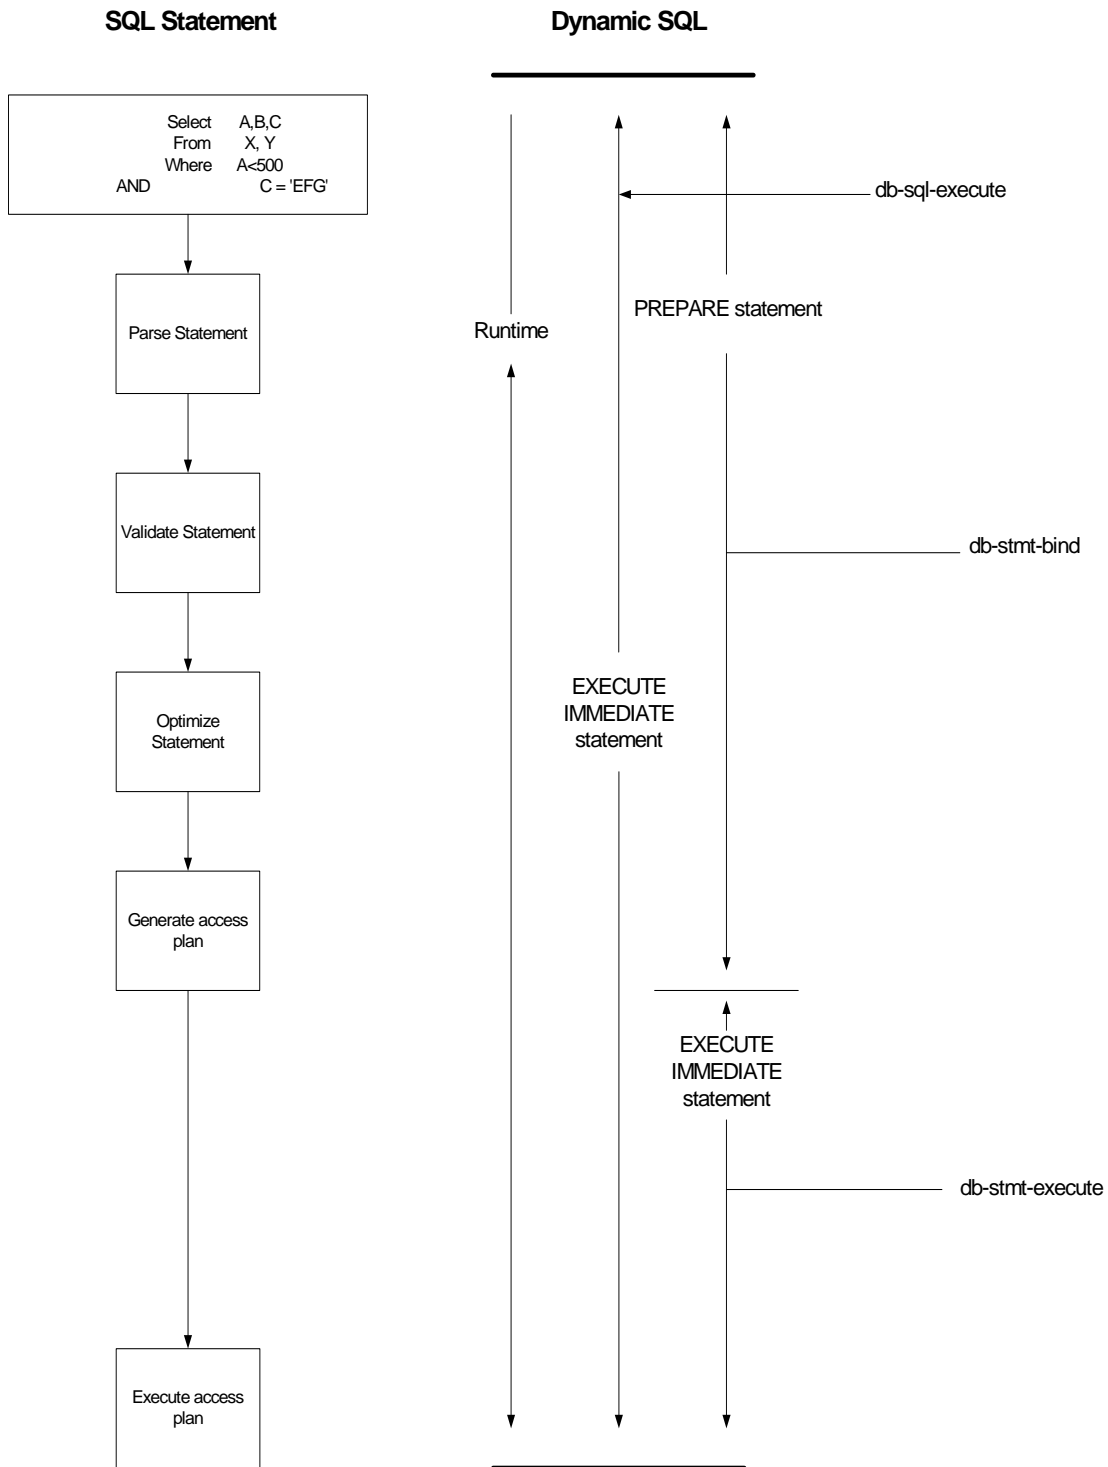 SQL Statement
Dynamic SQL
Select A,B,C
From X, Y
Where A<500
AND C = 'EFG'
db-sql-execute
PREPARE statement
Runtime
Parse Statement
Validate Statement
db-stmt-bind
EXECUTE
IMMEDIATE
statement
Optimize
Statement
Generate access
plan
EXECUTE
IMMEDIATE
statement
db-stmt-execute
Execute access
plan